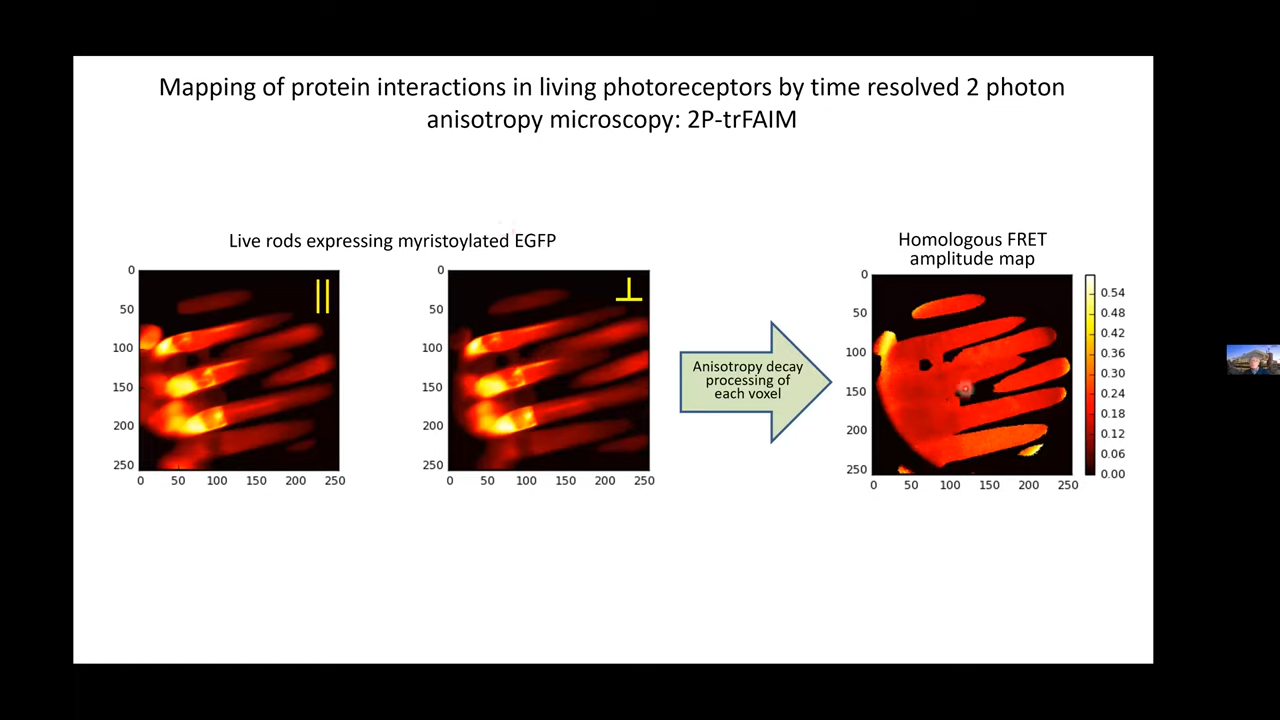 Mapping of protein interactions in living photoreceptors by time resolved 2 photon
anisotropy microscopy: 2P-trFAIM
Live rods expressing myristoylated EGFP
0
50
100
150
200
250
0 50 100 150 200 250
||
0
50
100
150
200
250
0 50 100 150 200 250
⊥
Anisotropy decay
processing of
each voxel
Homologous FRET
amplitude map
0
50
100
150
200
250
0 50 100 150 200 250
0.54
0.48
0.42
0.36
0.30
0.24
0.18
0.12
0.06
0.00